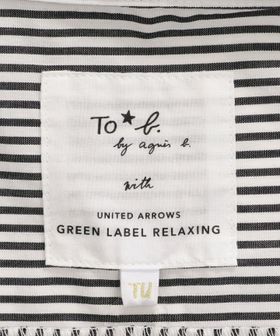 To★b.
by agnès b.
with
UNITED ARROWS
GREEN LABEL RELAXING
TU